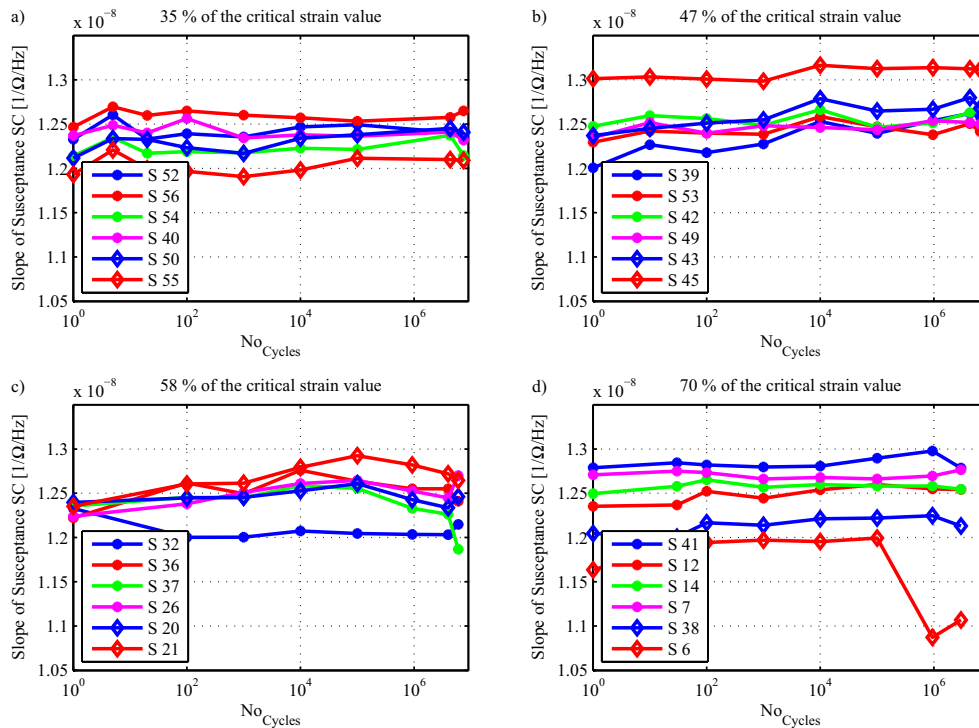 a)
35 % of the critical strain value
x 10^-8
Slope of Susceptance SC [1/Ω/Hz]
1.3
1.25
1.2
1.15
1.1
1.05
S 52
S 56
S 54
S 40
S 50
S 55
10^0
10^2
10^4
10^6
No_Cycles
b)
47 % of the critical strain value
x 10^-8
Slope of Susceptance SC [1/Ω/Hz]
1.3
1.25
1.2
1.15
1.1
1.05
S 39
S 53
S 42
S 49
S 43
S 45
10^0
10^2
10^4
10^6
No_Cycles
c)
58 % of the critical strain value
x 10^-8
Slope of Susceptance SC [1/Ω/Hz]
1.3
1.25
1.2
1.15
1.1
1.05
S 32
S 36
S 37
S 26
S 20
S 21
10^0
10^2
10^4
10^6
No_Cycles
d)
70 % of the critical strain value
x 10^-8
Slope of Susceptance SC [1/Ω/Hz]
1.3
1.25
1.2
1.15
1.1
1.05
S 41
S 12
S 14
S 7
S 38
S 6
10^0
10^2
10^4
10^6
No_Cycles